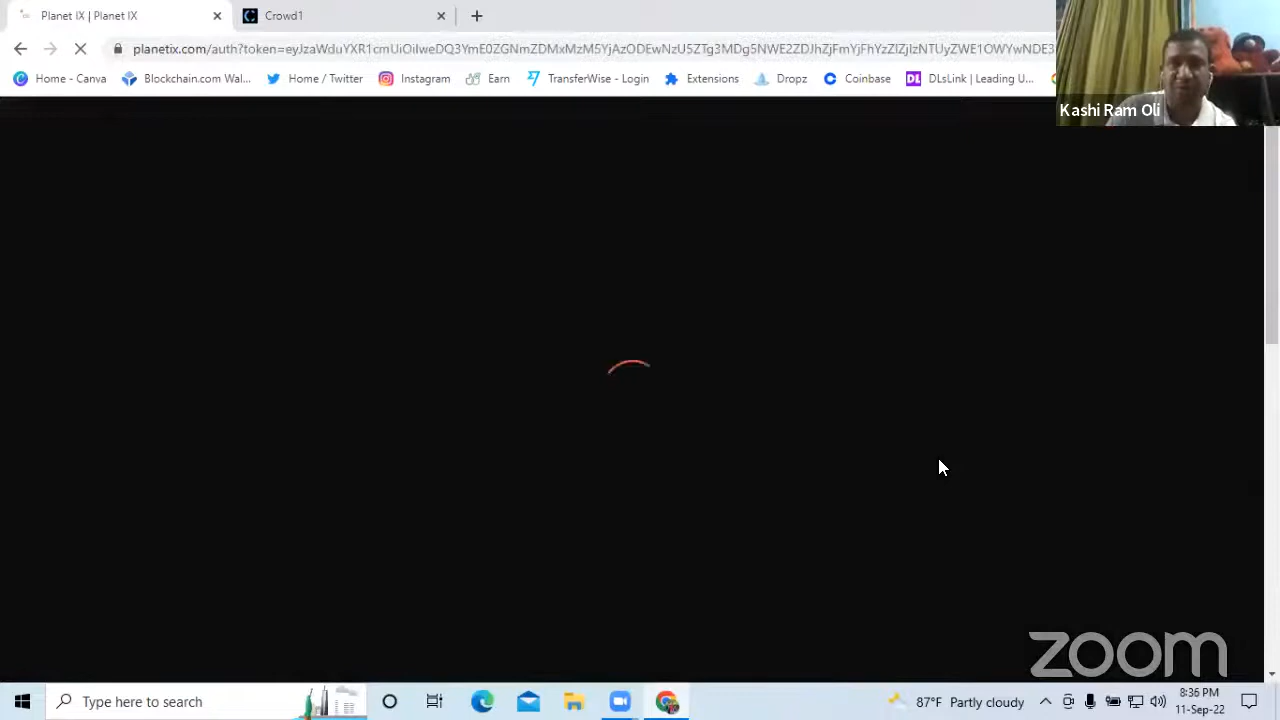 Planet IX | Planet IX
Crowd1
planetix.com/auth?token=
Home - Canva
Blockchain.com Wal...
Home / Twitter
Instagram
Earn
TransferWise - Login
Extensions
Dropz
Coinbase
DL
DLsLink | Leading U...
Kashi Ram Oli
zoom
Type here to search
87°F Partly cloudy
8:36 PM
11-Sep-22